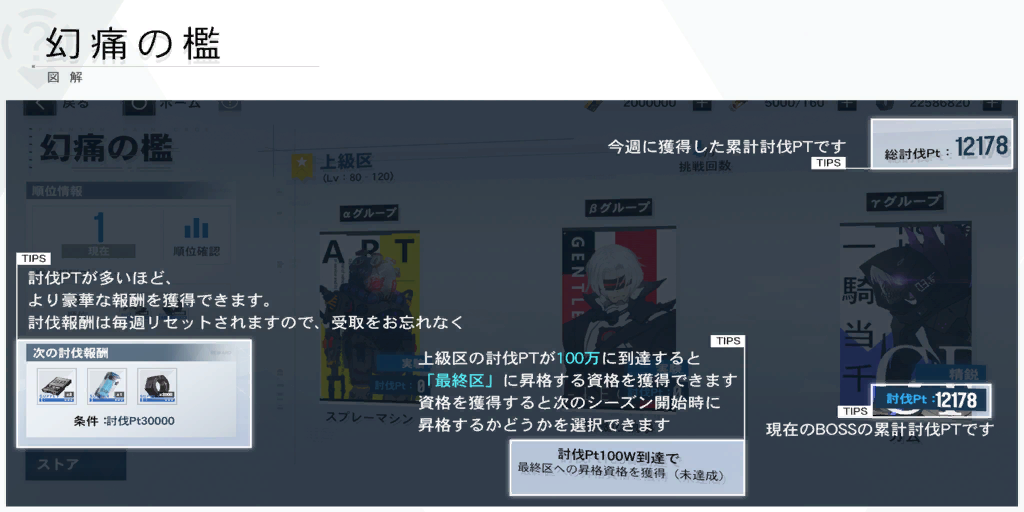 幻痛の檻
図解
戻る
ホーム
2000000
5000/160
22586820
幻痛の檻
上級区
(Lv:80-120)
今週に獲得した累計討伐PTです
TIPS
総討伐Pt: 12178
挑戦回数
順位情報
1
現在
順位確認
αグループ
βグループ
γグループ
ART
GENTLE
一騎当千
TIPS
討伐PTが多いほど、
より豪華な報酬を獲得できます。
討伐報酬は毎週リセットされますので、受取をお忘れなく
次の討伐報酬
条件:討伐Pt30000
ストア
討伐Pt:0
スプレーマシン
TIPS
上級区の討伐PTが100万に到達すると
「最終区」に昇格する資格を獲得できます
資格を獲得すると次のシーズン開始時に
昇格するかどうかを選択できます
討伐Pt100W到達で
最終区への昇格資格を獲得(未達成)
精鋭
討伐Pt:12178
TIPS
現在のBOSSの累計討伐PTです